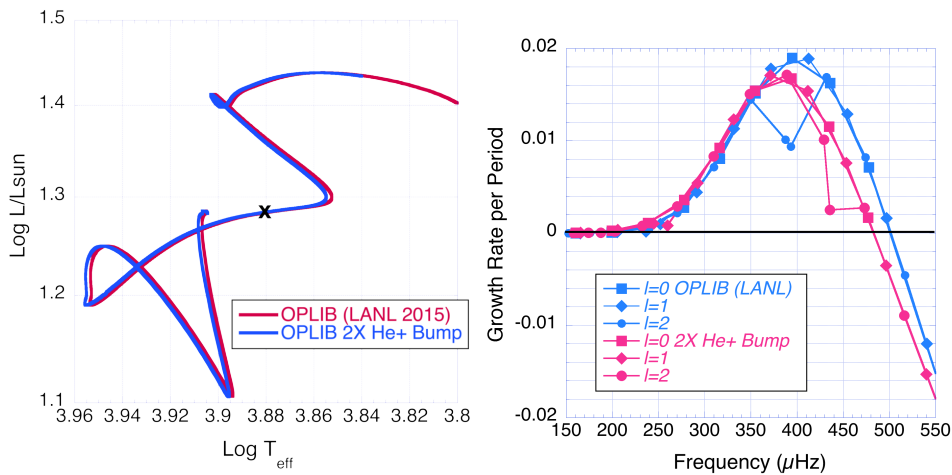 1.5
1.4
1.3
1.2
1.1
Log L/Lsun
X
OPLIB (LANL 2015)
OPLIB 2X He+ Bump
3.96 3.94 3.92 3.9 3.88 3.86 3.84 3.82 3.8
Log T eff
0.02
0.01
0
-0.01
-0.02
Growth Rate per Period
l=0 OPLIB (LANL)
l=1
l=2
l=0 2X He+ Bump
l=1
l=2
150 200 250 300 350 400 450 500 550
Frequency (μHz)